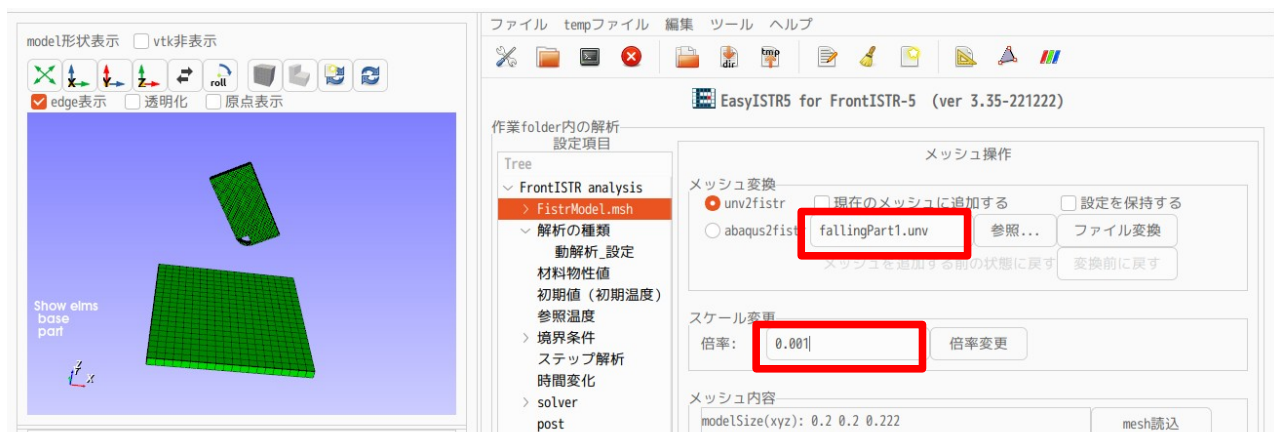 model形状表示 vtk非表示
roll
edge表示 透明化 原点表示
Show elms
base
part
Z
X
ファイル tempファイル 編集 ツール ヘルプ
dir tmp
EasyISTR5 for FrontISTR-5 (ver 3.35-221222)
作業folder内の解析
設定項目
Tree
FrontISTR analysis
FistrModel.msh
解析の種類
動解析_設定
材料物性値
初期値（初期温度）
参照温度
境界条件
ステップ解析
時間変化
solver
post
メッシュ操作
メッシュ変換
unv2fistr 現在のメッシュに追加する 設定を保持する
abaqus2fistr fallingPart1.unv 参照... ファイル変換
メッシュを追加する前の状態に戻す 変換前に戻す
スケール変更
倍率: 0.001 倍率変更
メッシュ内容
modelSize(xyz): 0.2 0.2 0.222 mesh読込